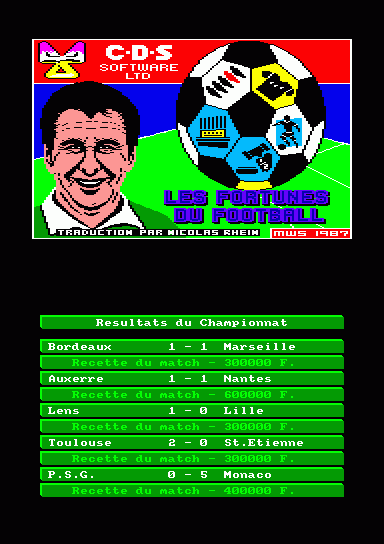 C·D·S
SOFTWARE
LTD
LES FORTUNES
DU FOOTBALL
TRADUCTION PAR NICOLAS RHEIN
MWS 1987
Resultats du Championnat
Bordeaux 1 - 1 Marseille
Recette du match - 300000 F.
Auxerre 1 - 1 Nantes
Recette du match - 600000 F.
Lens 1 - 0 Lille
Recette du match - 300000 F.
Toulouse 2 - 0 St.Etienne
Recette du match - 300000 F.
P.S.G. 0 - 5 Monaco
Recette du match - 400000 F.